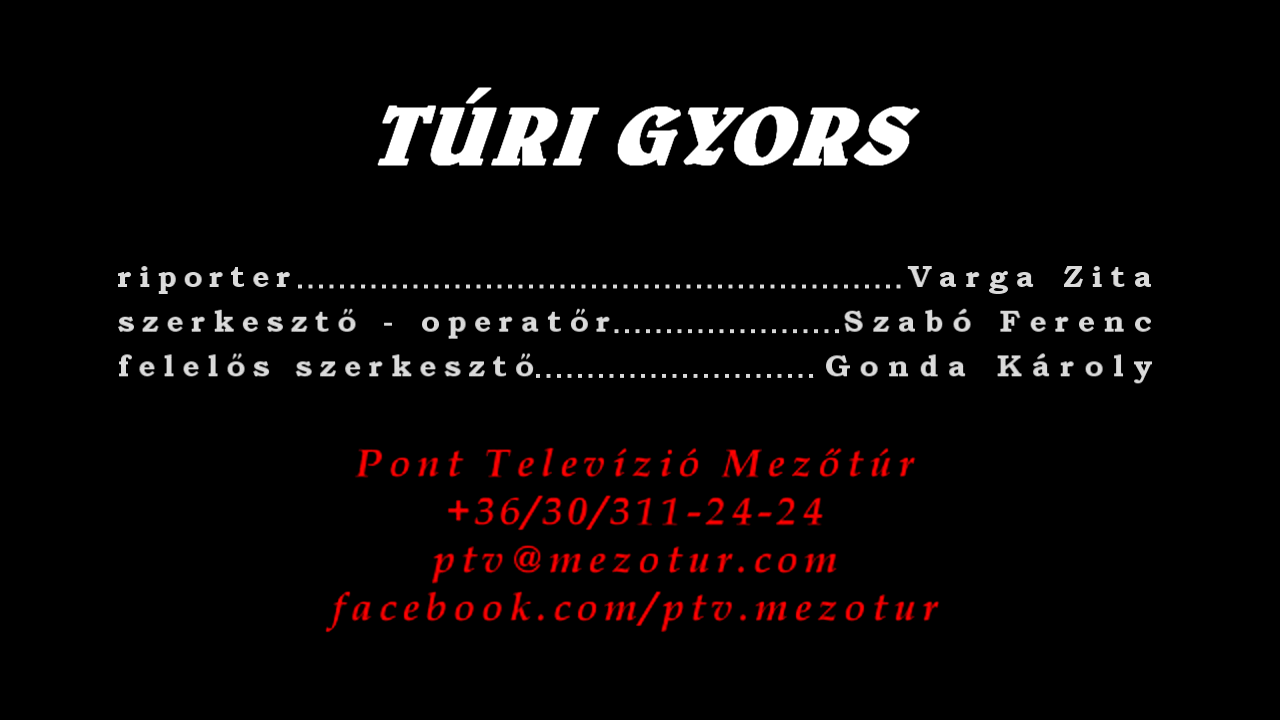 TÚRI GYORS
riporter..........................................................Varga Zita
szerkesztő - operatőr......................Szabó Ferenc
felelős szerkesztő........................... Gonda Károly
Pont Televízió Mezőtúr
+36/30/311-24-24
ptv@mezotur.com
facebook.com/ptv.mezotur